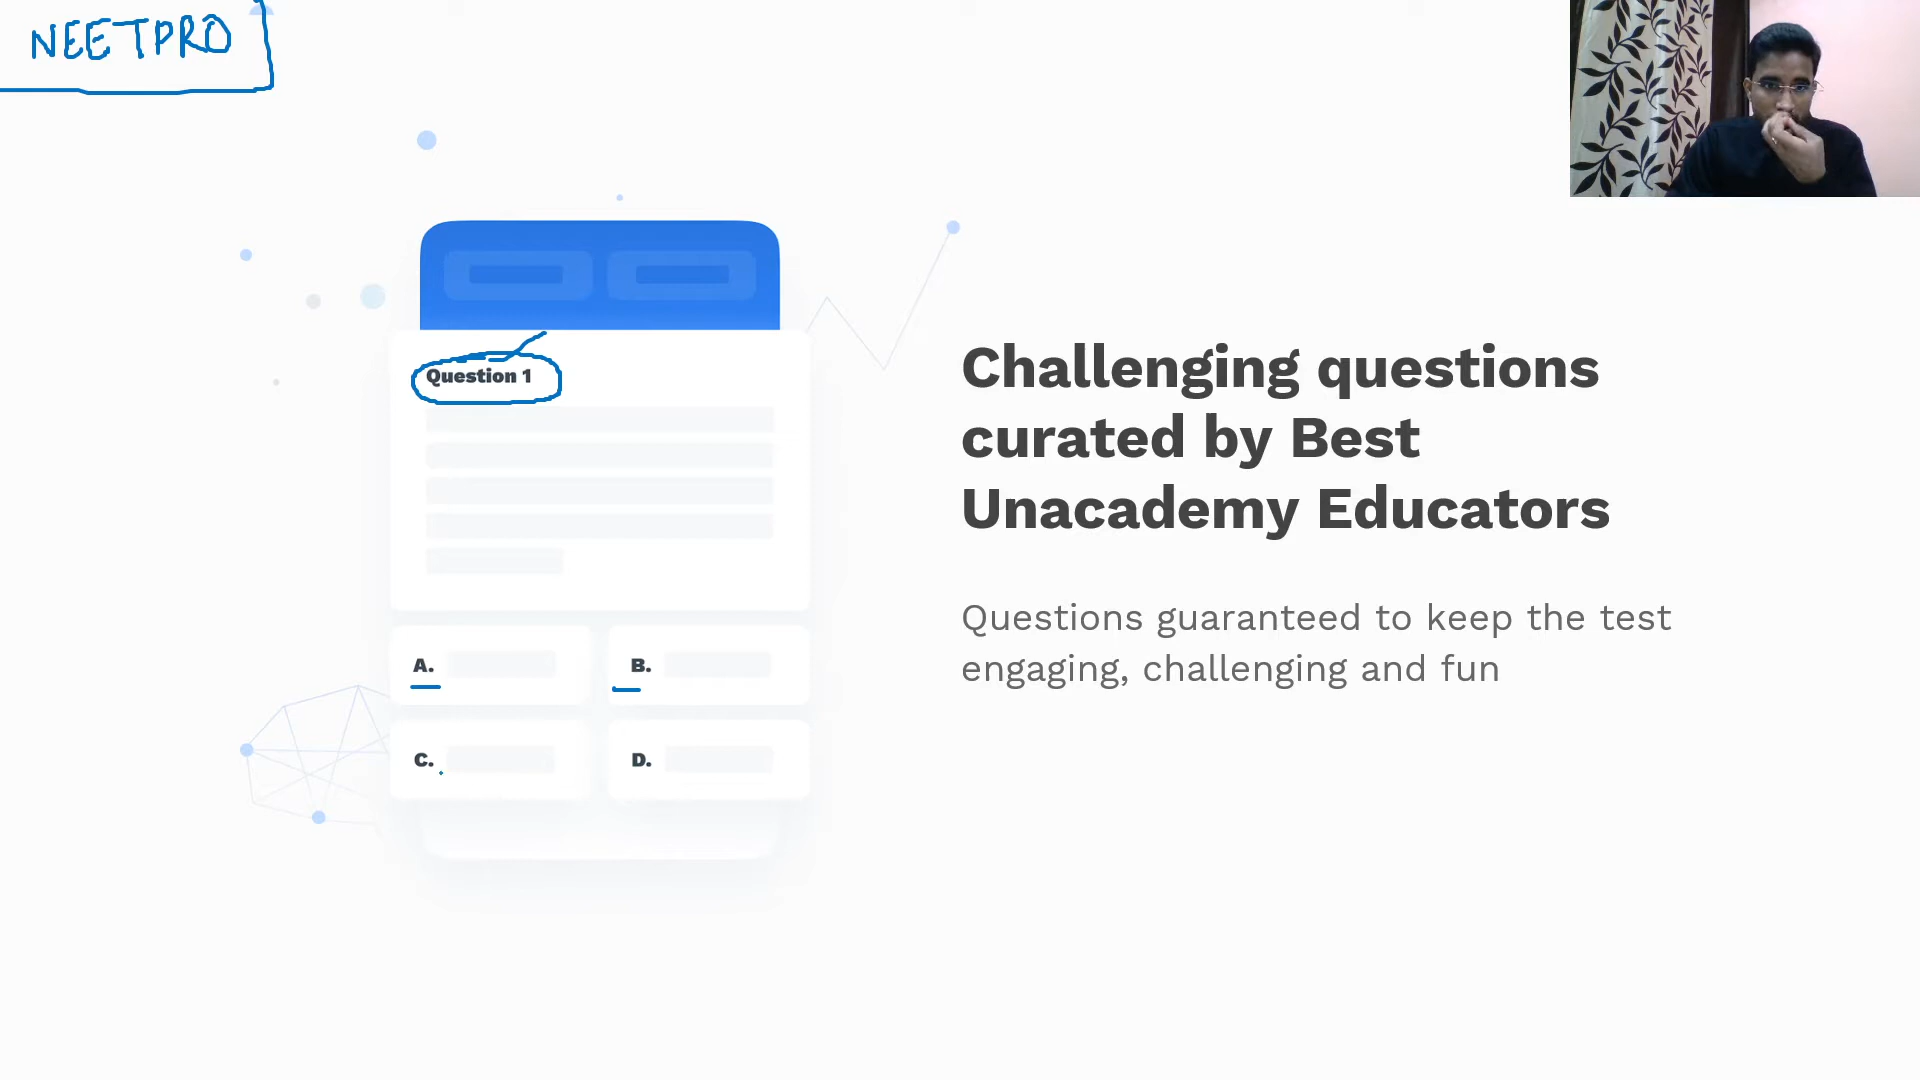 NEETPRO
Question 1
A.
B.
C.
D.
Challenging questions
curated by Best
Unacademy Educators
Questions guaranteed to keep the test
engaging, challenging and fun